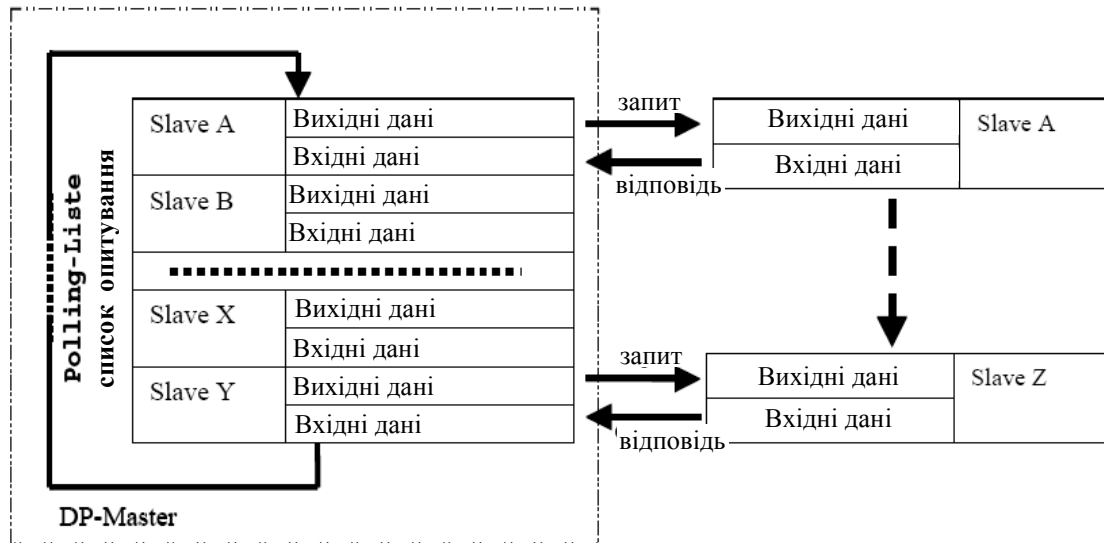 Polling-Liste
список опитування
Slave A
Вихідні дані
Вхідні дані
Slave B
Вихідні дані
Вхідні дані
Slave X
Вихідні дані
Вхідні дані
Slave Y
Вихідні дані
Вхідні дані
DP-Master
запит
відповідь
Вихідні дані
Вхідні дані
Slave A
запит
відповідь
Вихідні дані
Вхідні дані
Slave Z